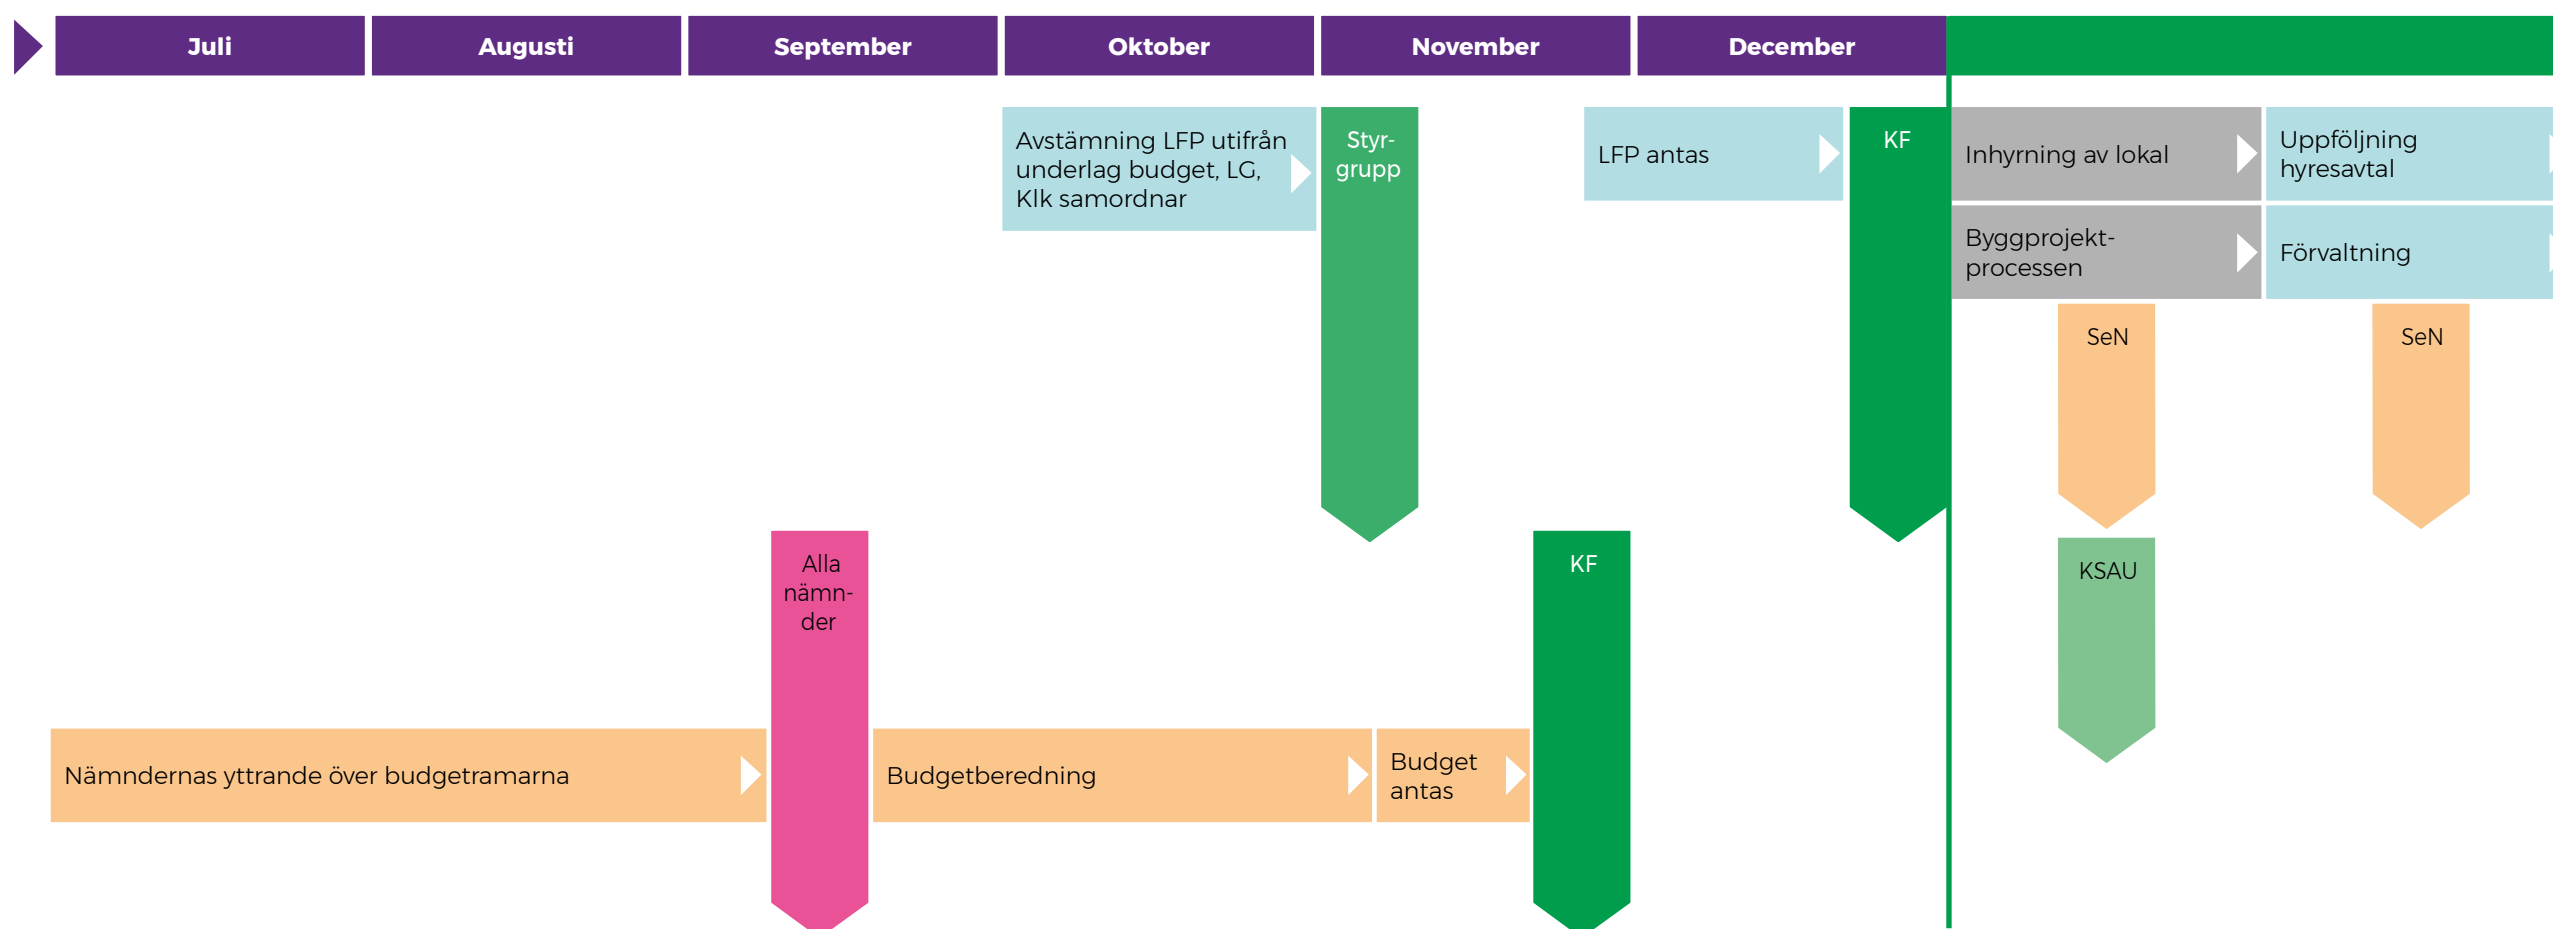 Juli
Augusti
September
Oktober
November
December
Avstämning LFP utifrån
underlag budget, LG,
Klk samordnar
Styr-
grupp
LFP antas
KF
Inhyrning av lokal
Uppföljning
hyresavtal
Byggprojekt-
processen
Förvaltning
SeN
SeN
Alla
nämn-
der
KF
KSAU
Nämndernas yttrande över budgetramarna
Budgetberedning
Budget
antas